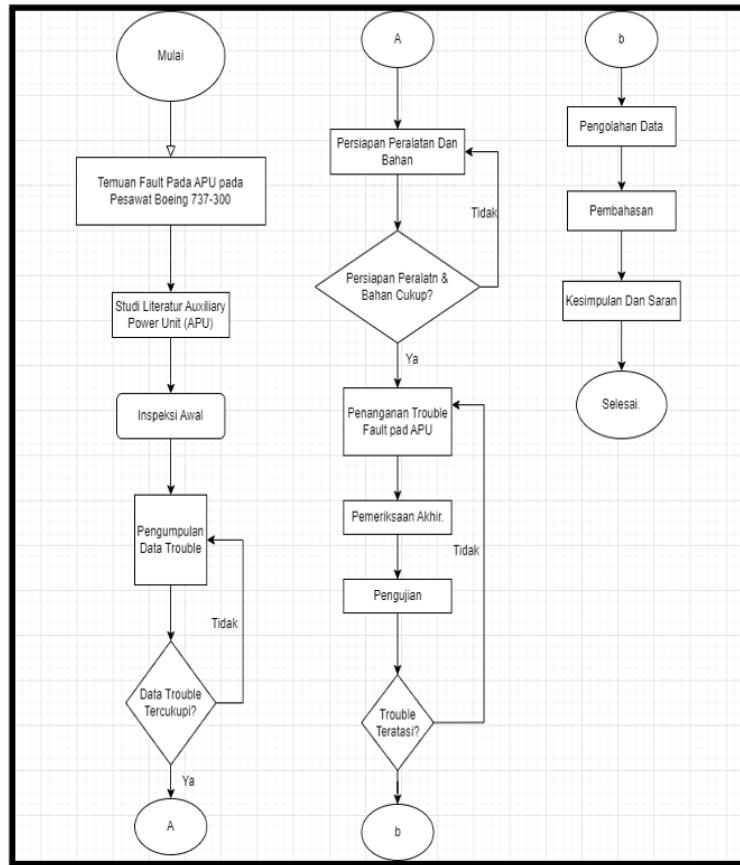 Mulai
Temuan Fault Pada APU pada
Pesawat Boeing 737-300
Studi Literatur Auxiliary
Power Unit (APU)
Inspeksi Awal
Pengumpulan
Data Trouble
Tidak
Data Trouble
Tercukupi?
Ya
A
A
Persiapan Peralatan Dan
Bahan
Tidak
Persiapan Peralatn &
Bahan Cukup?
Ya
Penanganan Trouble
Fault pad APU
Pemeriksaan Akhir.
Tidak
Pengujian
Trouble
Teratasi?
b
b
Pengolahan Data
Pembahasan
Kesimpulan Dan Saran
Selesai.